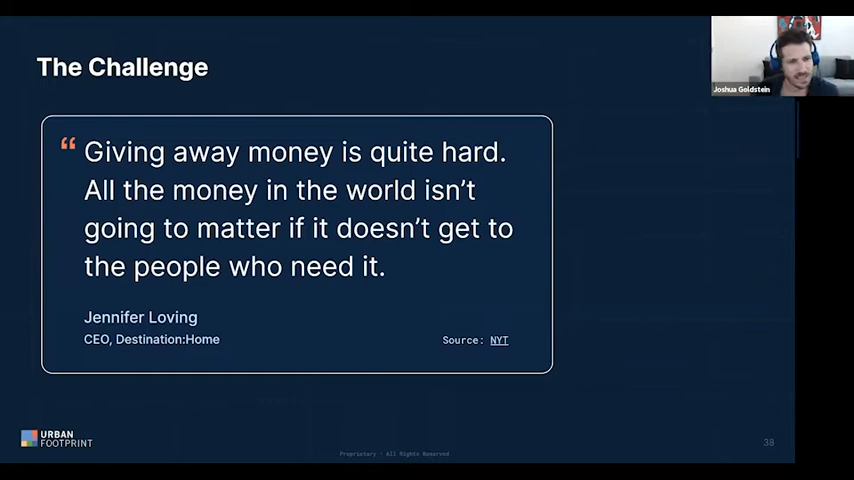 The Challenge
Joshua Goldstein
“ Giving away money is quite hard.
All the money in the world isn’t
going to matter if it doesn’t get to
the people who need it.
Jennifer Loving
CEO, Destination:Home
Source: NYT
URBAN
FOOTPRINT
38
Proprietary · All Rights Reserved